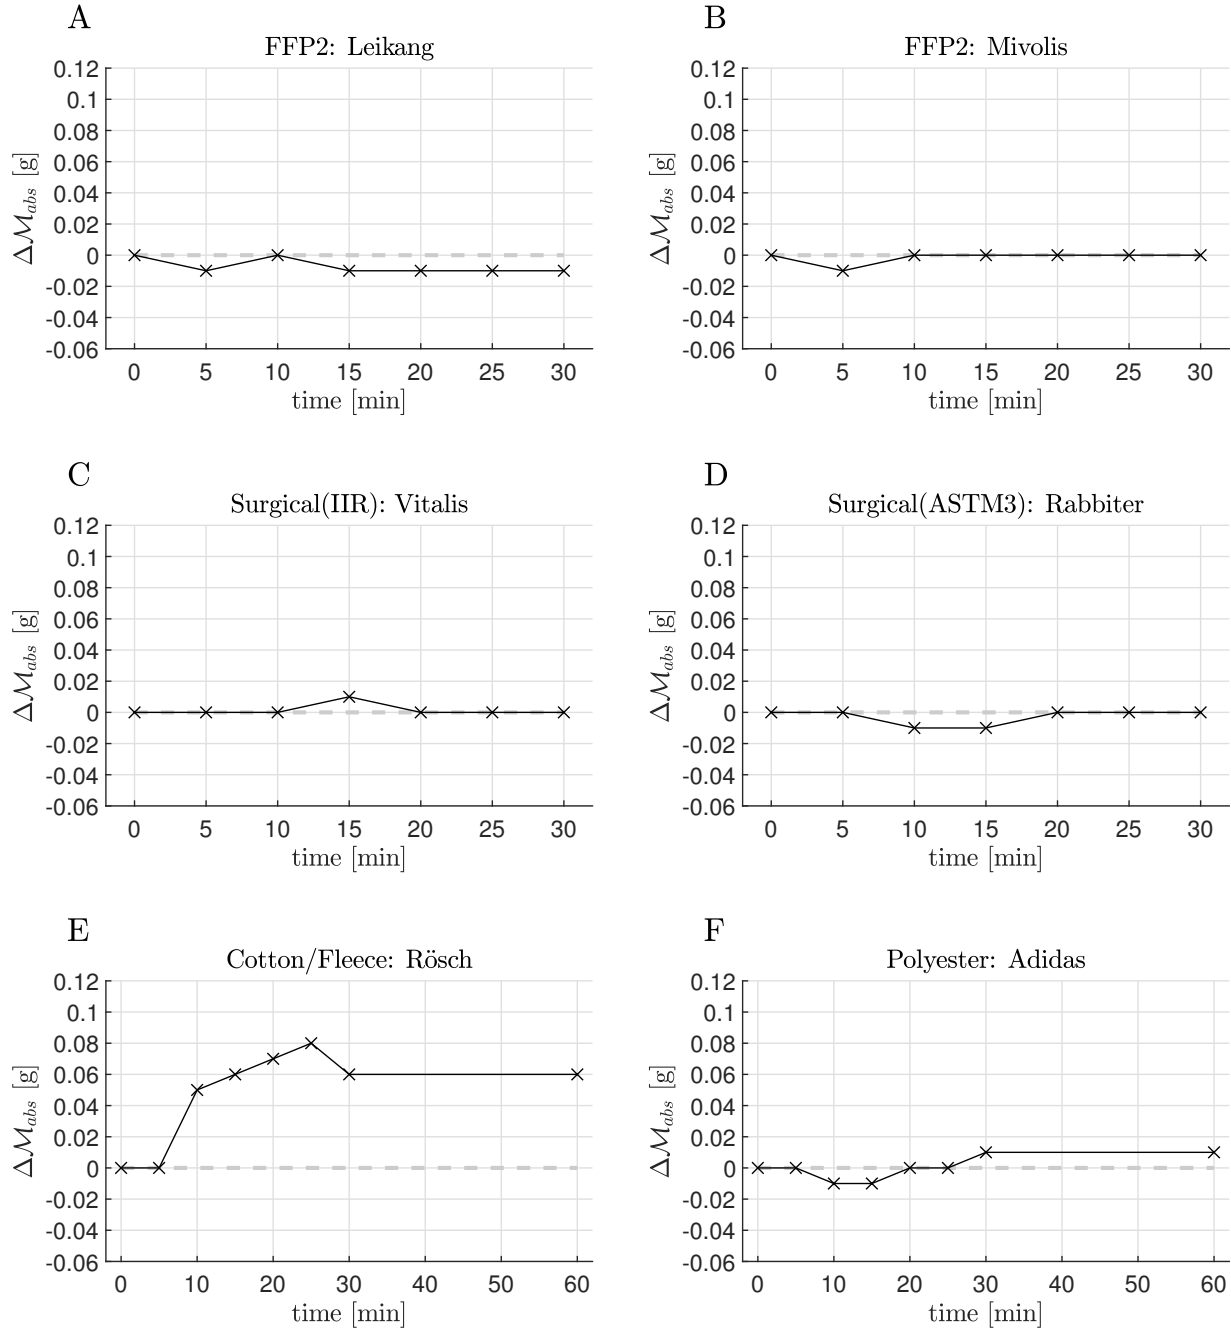 A
FFP2: Leikang
0.12
0.1
0.08
0.06
0.04
0.02
0
-0.02
-0.04
-0.06
Δℳabs [g]
0 5 10 15 20 25 30
time [min]
B
FFP2: Mivolis
0.12
0.1
0.08
0.06
0.04
0.02
0
-0.02
-0.04
-0.06
Δℳabs [g]
0 5 10 15 20 25 30
time [min]
C
Surgical(IIR): Vitalis
0.12
0.1
0.08
0.06
0.04
0.02
0
-0.02
-0.04
-0.06
Δℳabs [g]
0 5 10 15 20 25 30
time [min]
D
Surgical(ASTM3): Rabbiter
0.12
0.1
0.08
0.06
0.04
0.02
0
-0.02
-0.04
-0.06
Δℳabs [g]
0 5 10 15 20 25 30
time [min]
E
Cotton/Fleece: Rösch
0.12
0.1
0.08
0.06
0.04
0.02
0
-0.02
-0.04
-0.06
Δℳabs [g]
0 10 20 30 40 50 60
time [min]
F
Polyester: Adidas
0.12
0.1
0.08
0.06
0.04
0.02
0
-0.02
-0.04
-0.06
Δℳabs [g]
0 10 20 30 40 50 60
time [min]